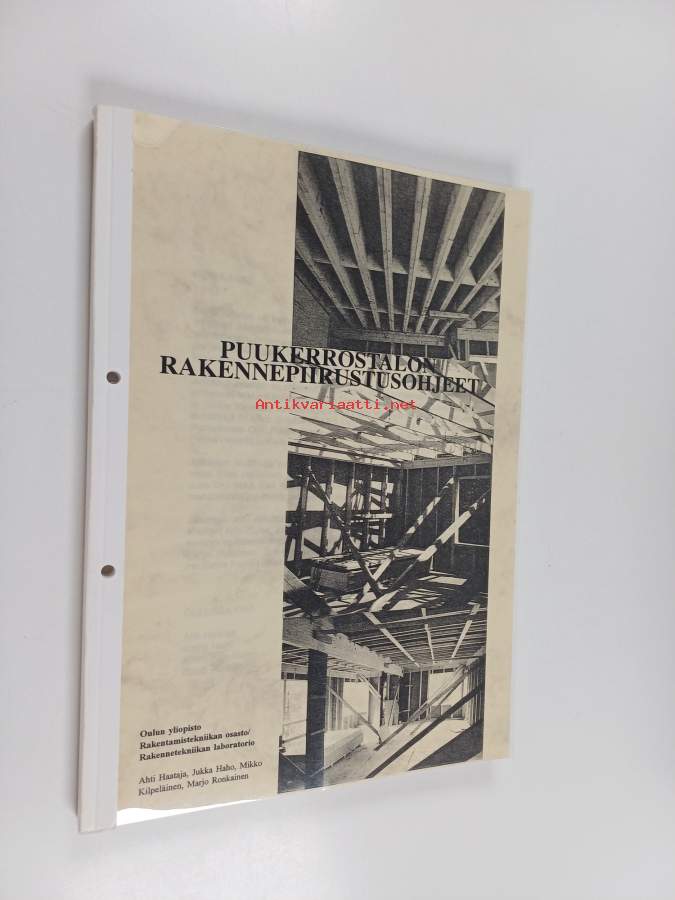 PUUKERROSTALON
RAKENNEPIIRUSTUSOHJEET
Antikvariaatti.net
Oulun yliopisto
Rakentamistekniikan osasto/
Rakennetekniikan laboratorio
Ahti Haataja, Jukka Haho, Mikko
Kilpeläinen, Marjo Ronkainen